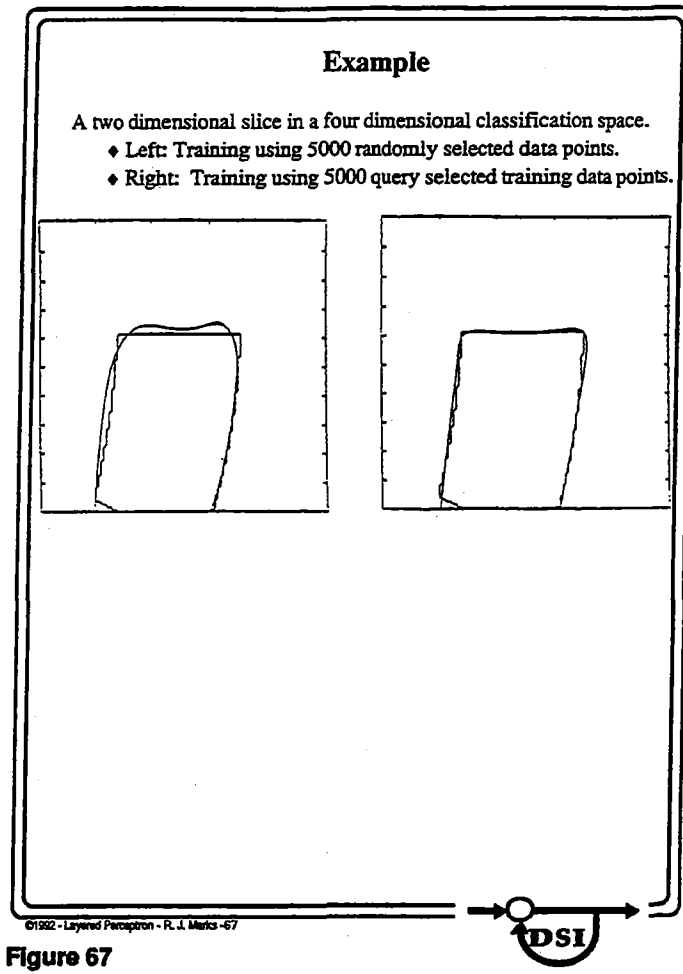 Example
A two dimensional slice in a four dimensional classification space.
♦ Left: Training using 5000 randomly selected data points.
♦ Right: Training using 5000 query selected training data points.
©1992 - Layered Perceptron - R. J. Marks -67
DSI
Figure 67